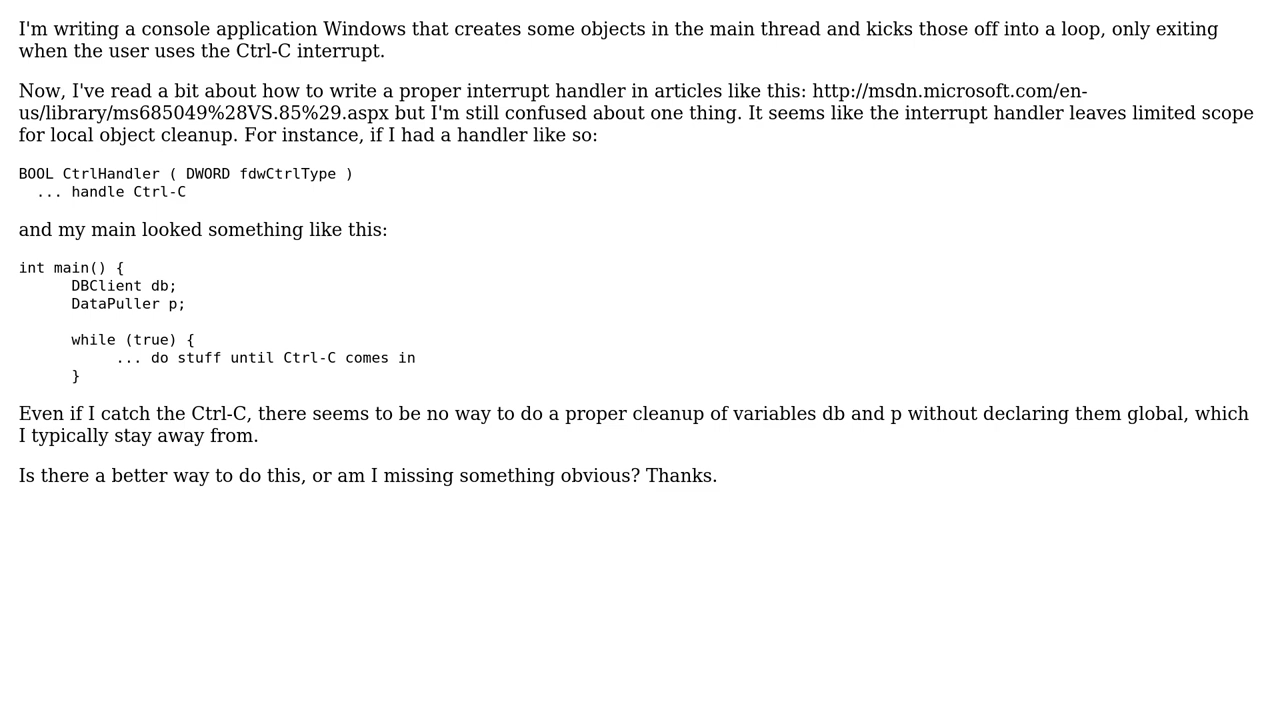 I'm writing a console application Windows that creates some objects in the main thread and kicks those off into a loop, only exiting
when the user uses the Ctrl-C interrupt.
Now, I've read a bit about how to write a proper interrupt handler in articles like this: http://msdn.microsoft.com/en-
us/library/ms685049%28VS.85%29.aspx but I'm still confused about one thing. It seems like the interrupt handler leaves limited scope
for local object cleanup. For instance, if I had a handler like so:
BOOL CtrlHandler ( DWORD fdwCtrlType )
  ... handle Ctrl-C
and my main looked something like this:
int main() {
      DBClient db;
      DataPuller p;
      while (true) {
           ... do stuff until Ctrl-C comes in
      }
Even if I catch the Ctrl-C, there seems to be no way to do a proper cleanup of variables db and p without declaring them global, which
I typically stay away from.
Is there a better way to do this, or am I missing something obvious? Thanks.